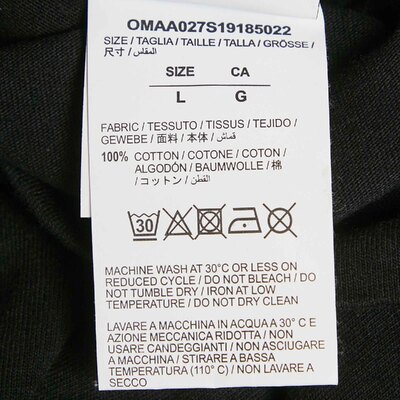 OMAA027S19185022
SIZE / TAGLIA / TAILLE / TALLA / GRÖSSE /
尺寸 / المقاس /
SIZE CA
L G
FABRIC / TESSUTO / TISSUS / TEJIDO /
GEWEBE / 面料 / 本体 / قماش /
100% COTTON / COTONE / COTON /
ALGODÓN / BAUMWOLLE / 棉
/ コットン / القطن /
30
MACHINE WASH AT 30°C OR LESS ON
REDUCED CYCLE / DO NOT BLEACH / DO
NOT TUMBLE DRY / IRON AT LOW
TEMPERATURE / DO NOT DRY CLEAN
LAVARE A MACCHINA IN ACQUA A 30° C E
AZIONE MECCANICA RIDOTTA / NON
USARE CANDEGGIANTI / NON ASCIUGARE
A MACCHINA / STIRARE A BASSA
TEMPERATURA (110° C) / NON LAVARE A
SECCO